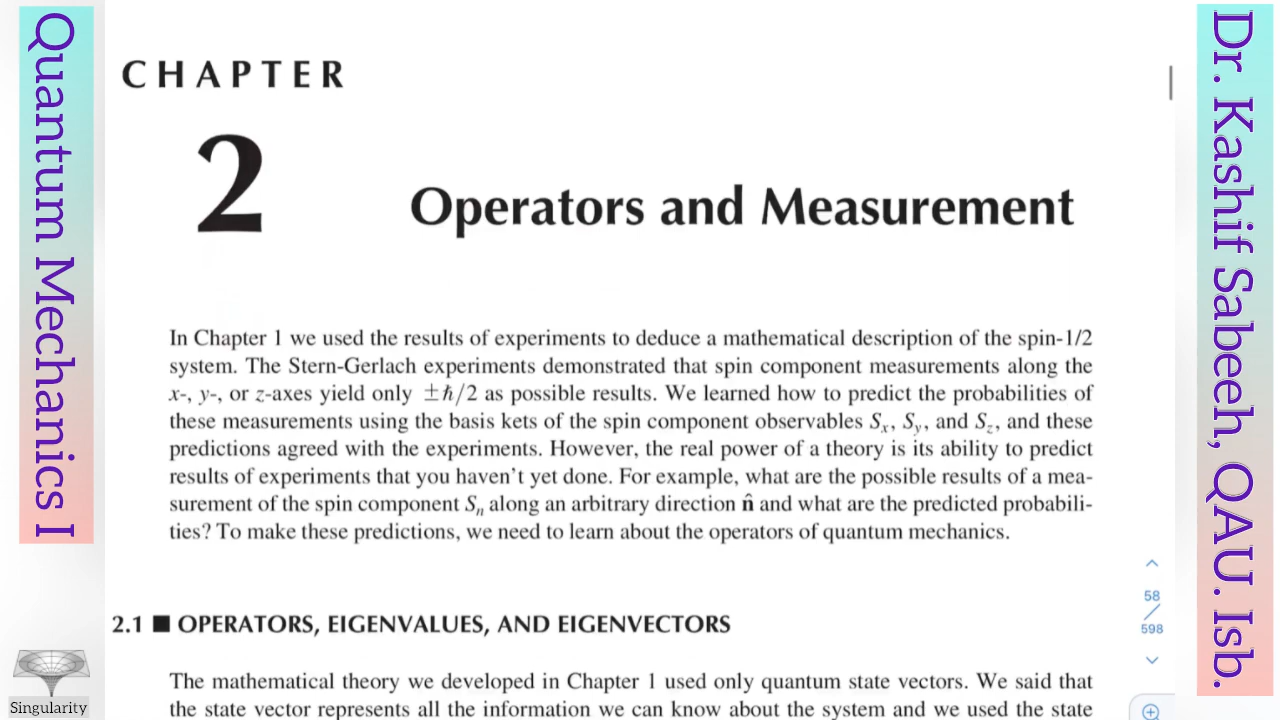 Quantum Mechanics I
CHAPTER
2
Operators and Measurement
In Chapter 1 we used the results of experiments to deduce a mathematical description of the spin-1/2
system. The Stern-Gerlach experiments demonstrated that spin component measurements along the
x-, y-, or z-axes yield only ±ℏ/2 as possible results. We learned how to predict the probabilities of
these measurements using the basis kets of the spin component observables Sₓ, S_y, and S_z, and these
predictions agreed with the experiments. However, the real power of a theory is its ability to predict
results of experiments that you haven't yet done. For example, what are the possible results of a mea-
surement of the spin component Sₙ along an arbitrary direction n̂ and what are the predicted probabili-
ties? To make these predictions, we need to learn about the operators of quantum mechanics.
2.1 ■ OPERATORS, EIGENVALUES, AND EIGENVECTORS
The mathematical theory we developed in Chapter 1 used only quantum state vectors. We said that
the state vector represents all the information we can know about the system and we used the state
58
598
Singularity
Dr. Kashif Sabeeh, QAU. Isb.